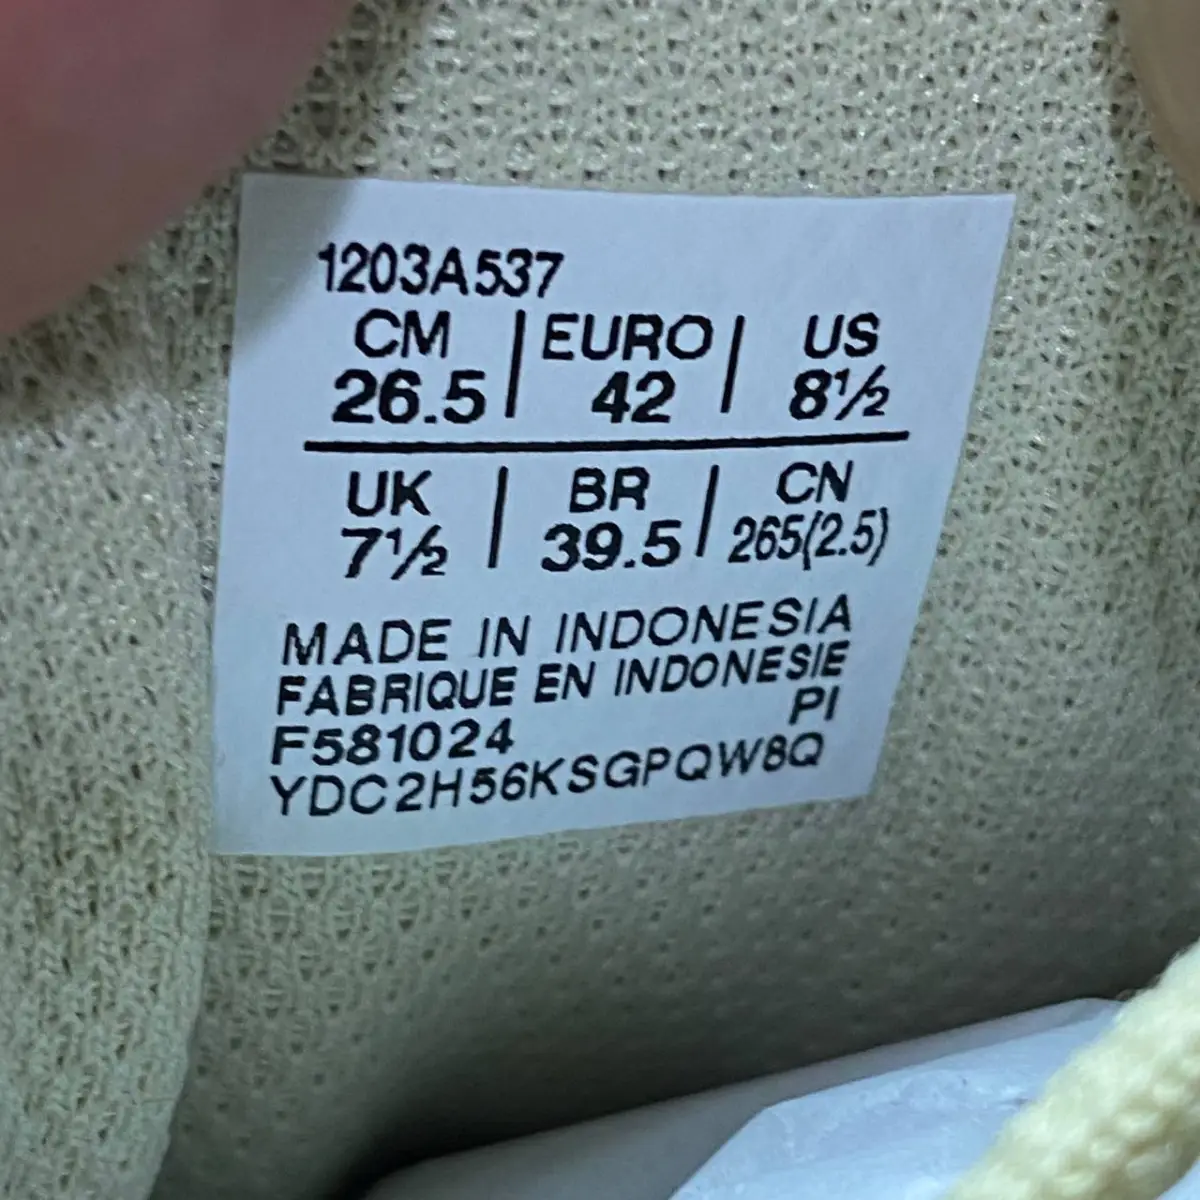 1203A537
CM | EURO | US
26.5 | 42 | 8½
UK | BR | CN
7½ | 39.5 | 265(2.5)
MADE IN INDONESIA
FABRIQUE EN INDONESIE
PI
F581024
YDC2H56KSGPQW8Q